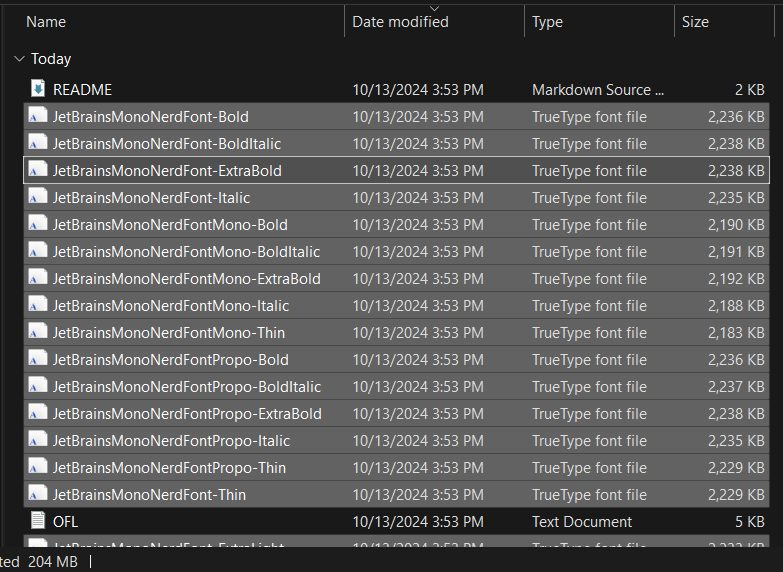 Name Date modified Type Size
Today
README 10/13/2024 3:53 PM Markdown Source ... 2 KB
JetBrainsMonoNerdFont-Bold 10/13/2024 3:53 PM TrueType font file 2,236 KB
JetBrainsMonoNerdFont-BoldItalic 10/13/2024 3:53 PM TrueType font file 2,238 KB
JetBrainsMonoNerdFont-ExtraBold 10/13/2024 3:53 PM TrueType font file 2,238 KB
JetBrainsMonoNerdFont-Italic 10/13/2024 3:53 PM TrueType font file 2,235 KB
JetBrainsMonoNerdFontMono-Bold 10/13/2024 3:53 PM TrueType font file 2,190 KB
JetBrainsMonoNerdFontMono-BoldItalic 10/13/2024 3:53 PM TrueType font file 2,191 KB
JetBrainsMonoNerdFontMono-ExtraBold 10/13/2024 3:53 PM TrueType font file 2,192 KB
JetBrainsMonoNerdFontMono-Italic 10/13/2024 3:53 PM TrueType font file 2,188 KB
JetBrainsMonoNerdFontMono-Thin 10/13/2024 3:53 PM TrueType font file 2,183 KB
JetBrainsMonoNerdFontPropo-Bold 10/13/2024 3:53 PM TrueType font file 2,236 KB
JetBrainsMonoNerdFontPropo-BoldItalic 10/13/2024 3:53 PM TrueType font file 2,237 KB
JetBrainsMonoNerdFontPropo-ExtraBold 10/13/2024 3:53 PM TrueType font file 2,238 KB
JetBrainsMonoNerdFontPropo-Italic 10/13/2024 3:53 PM TrueType font file 2,235 KB
JetBrainsMonoNerdFontPropo-Thin 10/13/2024 3:53 PM TrueType font file 2,229 KB
JetBrainsMonoNerdFont-Thin 10/13/2024 3:53 PM TrueType font file 2,229 KB
OFL 10/13/2024 3:53 PM Text Document 5 KB
JetBrainsMonoNerdFont-ExtraLight 10/13/2024 3:53 PM TrueType font file
ted 204 MB